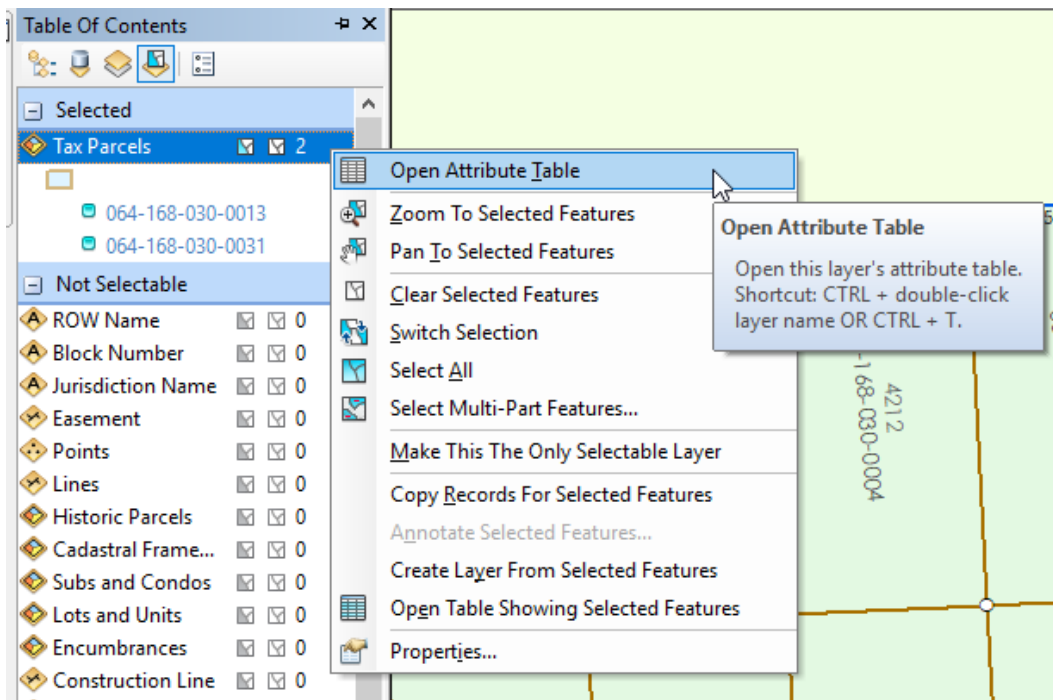 Table Of Contents
Selected
Tax Parcels 2
064-168-030-0013
064-168-030-0031
Not Selectable
ROW Name 0
Block Number 0
Jurisdiction Name 0
Easement 0
Points 0
Lines 0
Historic Parcels 0
Cadastral Frame... 0
Subs and Condos 0
Lots and Units 0
Encumbrances 0
Construction Line 0
Open Attribute Table
Zoom To Selected Features
Pan To Selected Features
Clear Selected Features
Switch Selection
Select All
Select Multi-Part Features...
Make This The Only Selectable Layer
Copy Records For Selected Features
Annotate Selected Features...
Create Layer From Selected Features
Open Table Showing Selected Features
Properties...
Open Attribute Table
Open this layer's attribute table.
Shortcut: CTRL + double-click
layer name OR CTRL + T.
4212
-168-030-0004